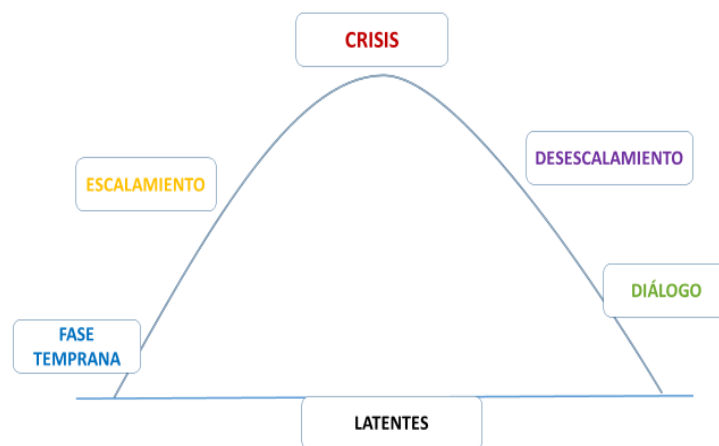 CRISIS
ESCALAMIENTO
DESESCALAMIENTO
DIÁLOGO
FASE
TEMPRANA
LATENTES